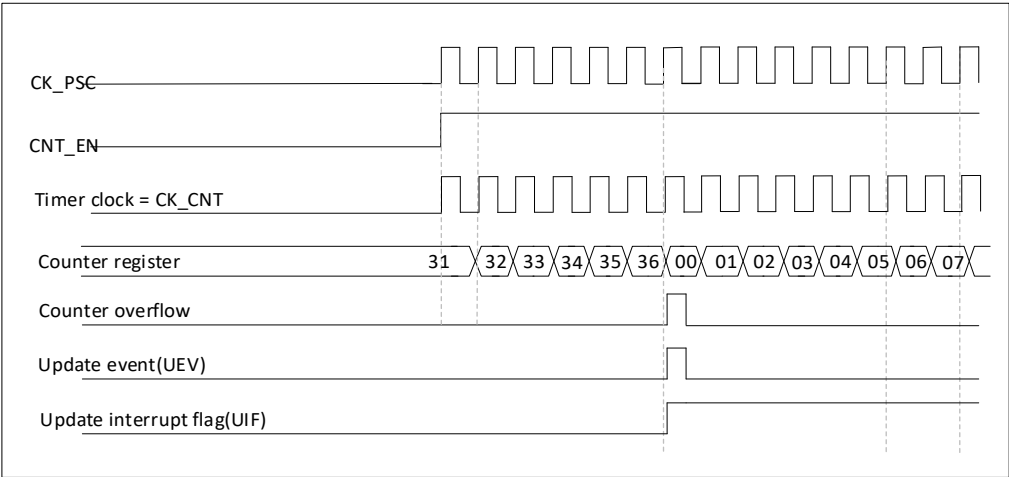 CK_PSC
CNT_EN
Timer clock = CK_CNT
Counter register 31 32 33 34 35 36 00 01 02 03 04 05 06 07
Counter overflow
Update event(UEV)
Update interrupt flag(UIF)